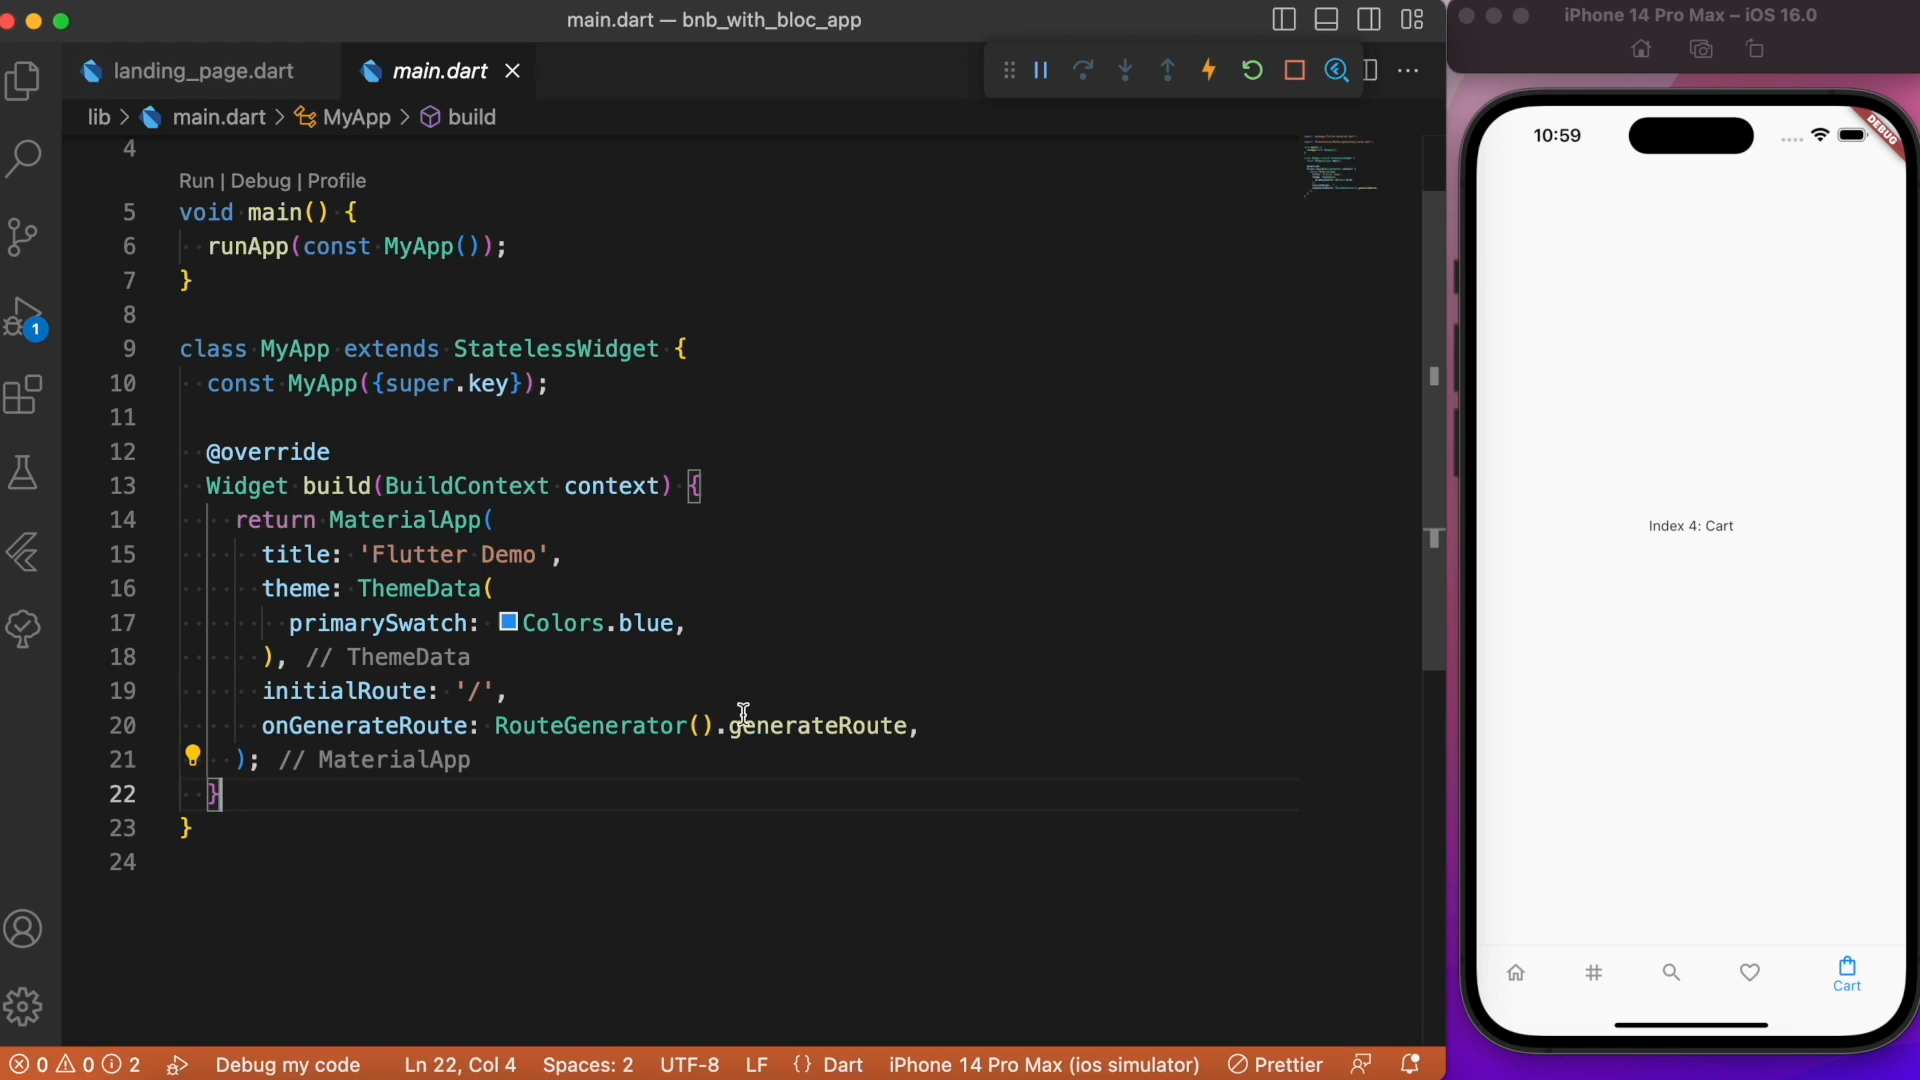 main.dart — bnb_with_bloc_app
landing_page.dart
main.dart
lib > main.dart > MyApp > build
4
Run | Debug | Profile
5 void main() {
6 runApp(const MyApp());
7 }
8
9 class MyApp extends StatelessWidget {
10 const MyApp({super.key});
11
12 @override
13 Widget build(BuildContext context) {
14 return MaterialApp(
15 title: 'Flutter Demo',
16 theme: ThemeData(
17 primarySwatch: Colors.blue,
18 ), // ThemeData
19 initialRoute: '/',
20 onGenerateRoute: RouteGenerator().generateRoute,
21 ); // MaterialApp
22 }
23 }
24
1
0 0 2 Debug my code Ln 22, Col 4 Spaces: 2 UTF-8 LF {} Dart iPhone 14 Pro Max (ios simulator) Prettier
iPhone 14 Pro Max – iOS 16.0
10:59
DEBUG
Index 4: Cart
Cart